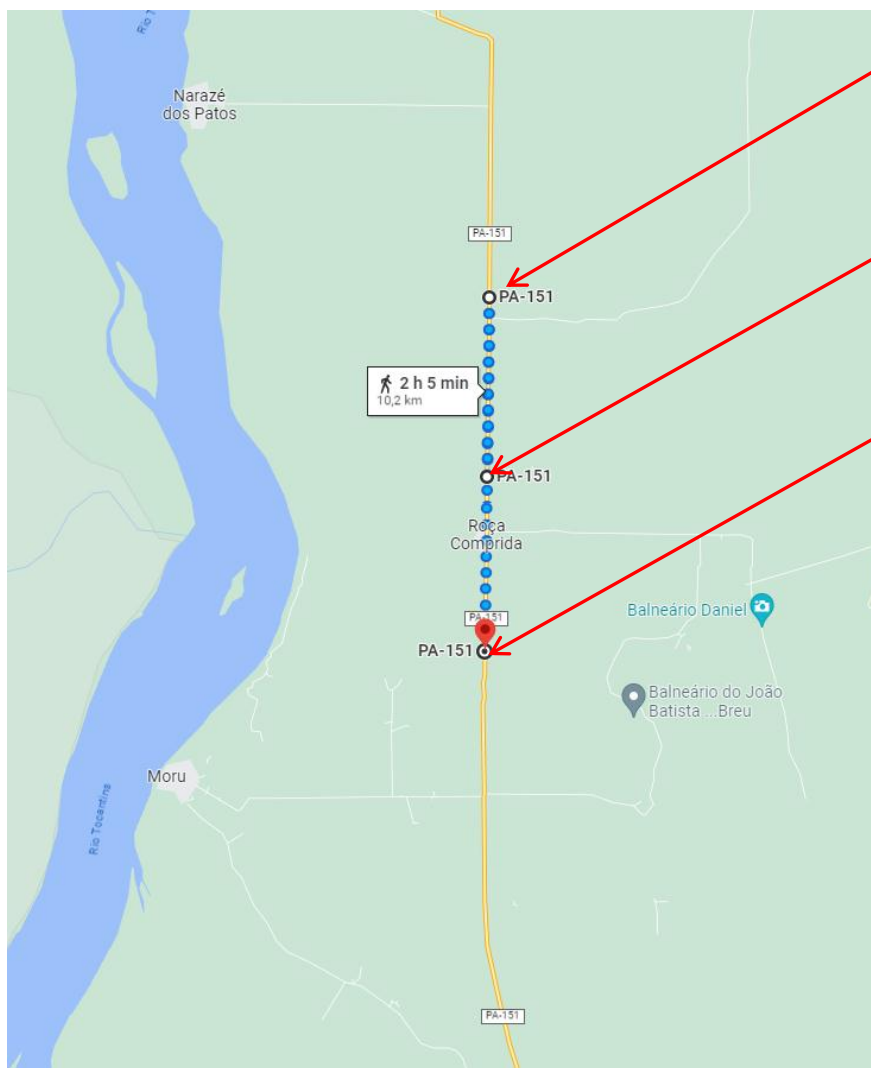 Rio T
Narazé
dos Patos
PA-151
PA-151
2 h 5 min
10,2 km
PA-151
Roça
Comprida
Balneário Daniel
PA-151
PA-151
Balneário do João
Batista ...Breu
Moru
Rio Tocantins
PA-151